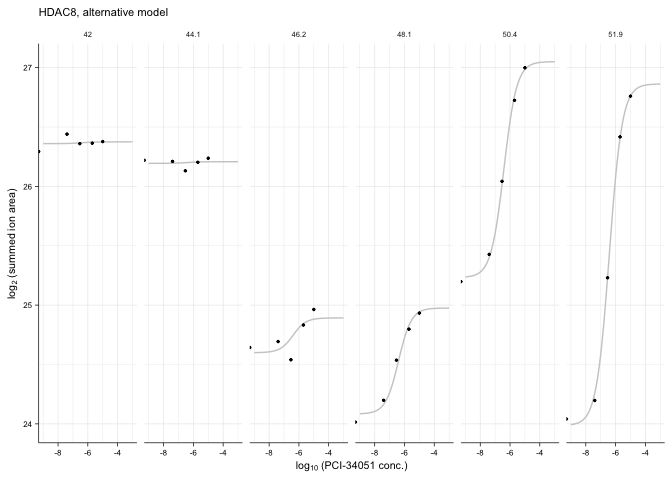 HDAC8, alternative model
42 44.1 46.2 48.1 50.4 51.9
27
26
25
24
log₂ (summed ion area)
-8 -6 -4 -8 -6 -4 -8 -6 -4 -8 -6 -4 -8 -6 -4 -8 -6 -4
log₁₀ (PCI-34051 conc.)